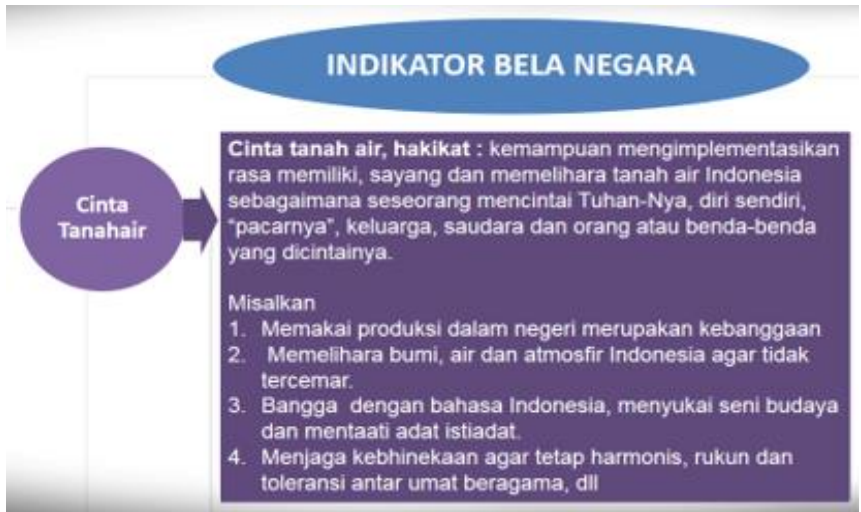 INDIKATOR BELA NEGARA
Cinta
Tanahair
Cinta tanah air, hakikat : kemampuan mengimplementasikan
rasa memiliki, sayang dan memelihara tanah air Indonesia
sebagaimana seseorang mencintai Tuhan-Nya, diri sendiri,
“pacarnya”, keluarga, saudara dan orang atau benda-benda
yang dicintainya.
Misalkan
1. Memakai produksi dalam negeri merupakan kebanggaan
2. Memelihara bumi, air dan atmosfir Indonesia agar tidak
tercemar.
3. Bangga dengan bahasa Indonesia, menyukai seni budaya
dan mentaati adat istiadat.
4. Menjaga kebhinekaan agar tetap harmonis, rukun dan
toleransi antar umat beragama, dll